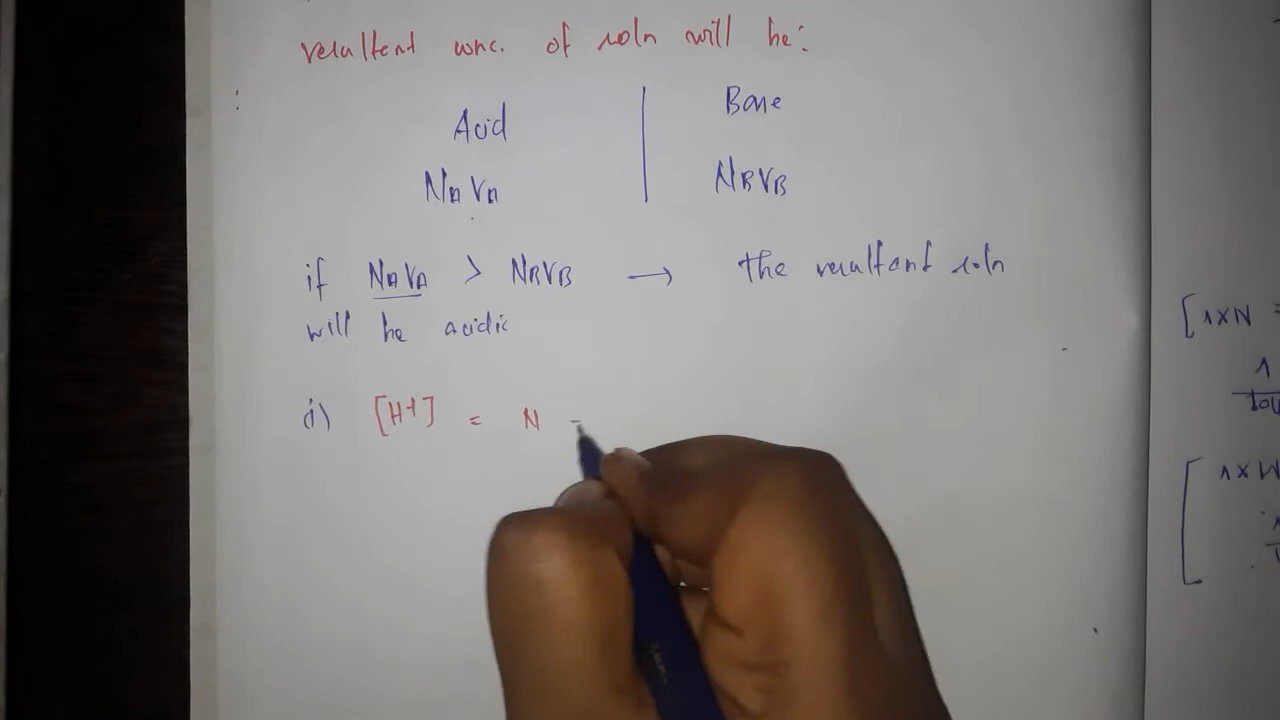 resultant conc. of soln will be:
Acid | Base
NAVA | NBVB
if NAVA > NBVB → the resultant soln
will be acidic
i) [H+] = N =